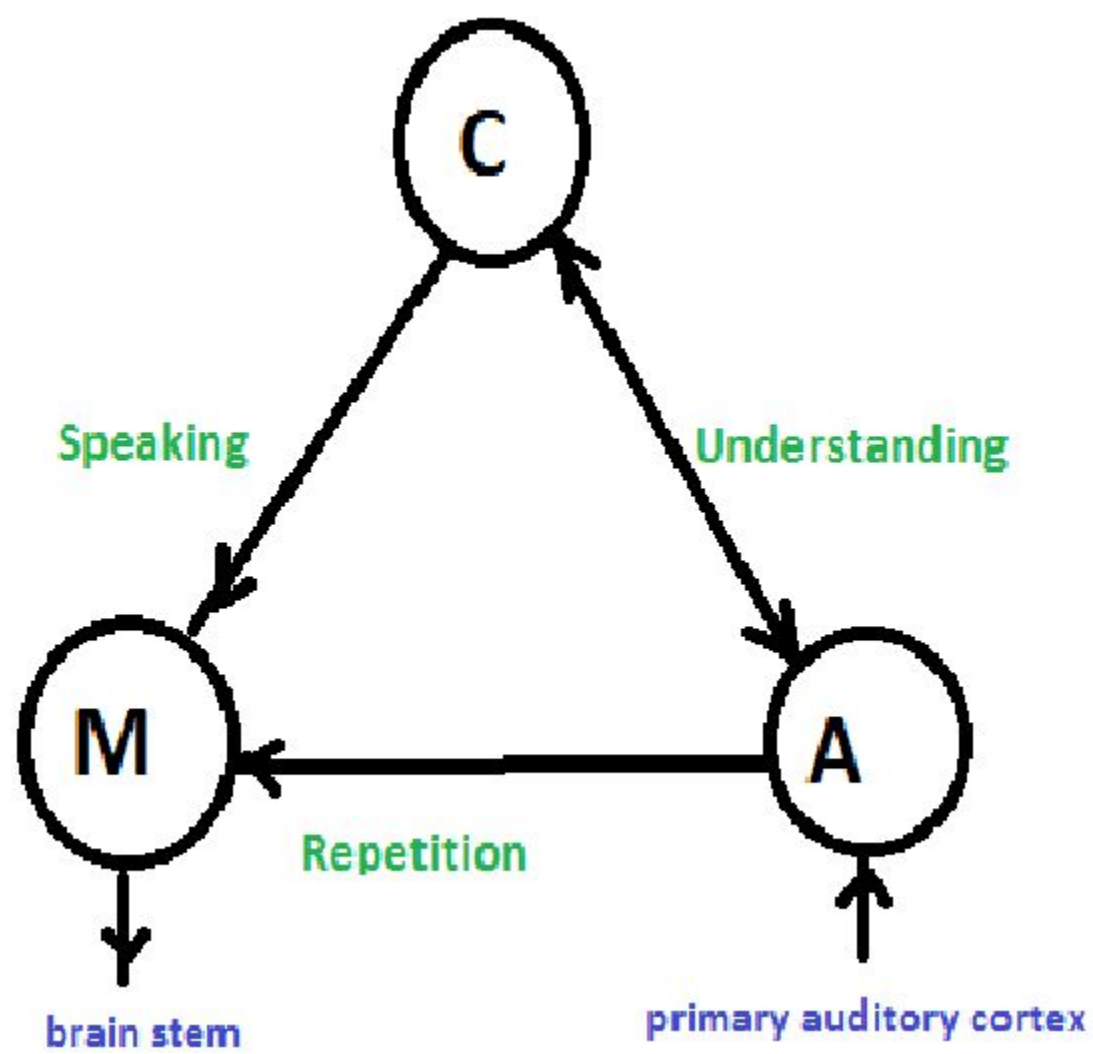 C
Speaking
Understanding
M
A
Repetition
brain stem
primary auditory cortex